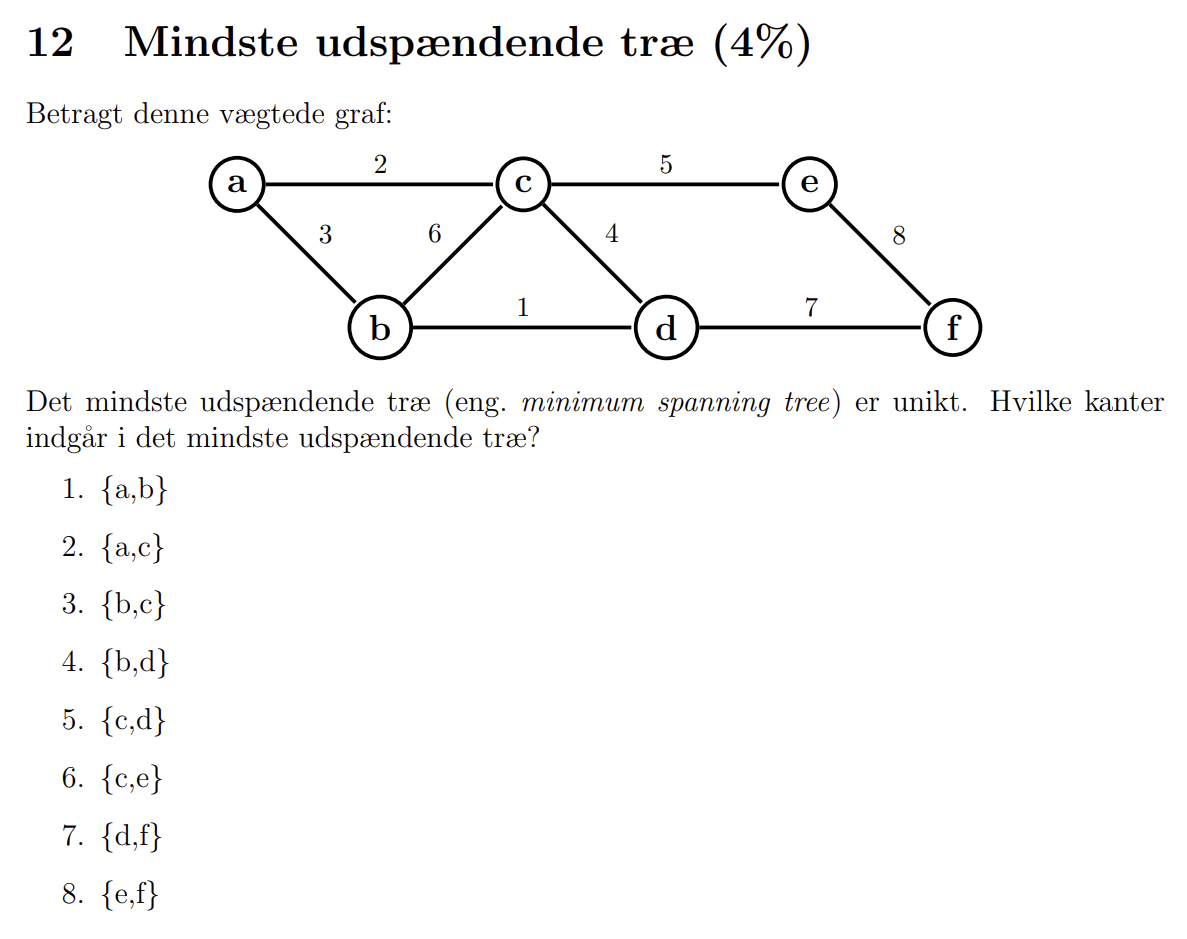 12 Mindste udspændende træ (4%)
Betragt denne vægtede graf:
2 5
a c e
3 6 4 8
1 7
b d f
Det mindste udspændende træ (eng. minimum spanning tree) er unikt. Hvilke kanter
indgår i det mindste udspændende træ?
1. {a,b}
2. {a,c}
3. {b,c}
4. {b,d}
5. {c,d}
6. {c,e}
7. {d,f}
8. {e,f}